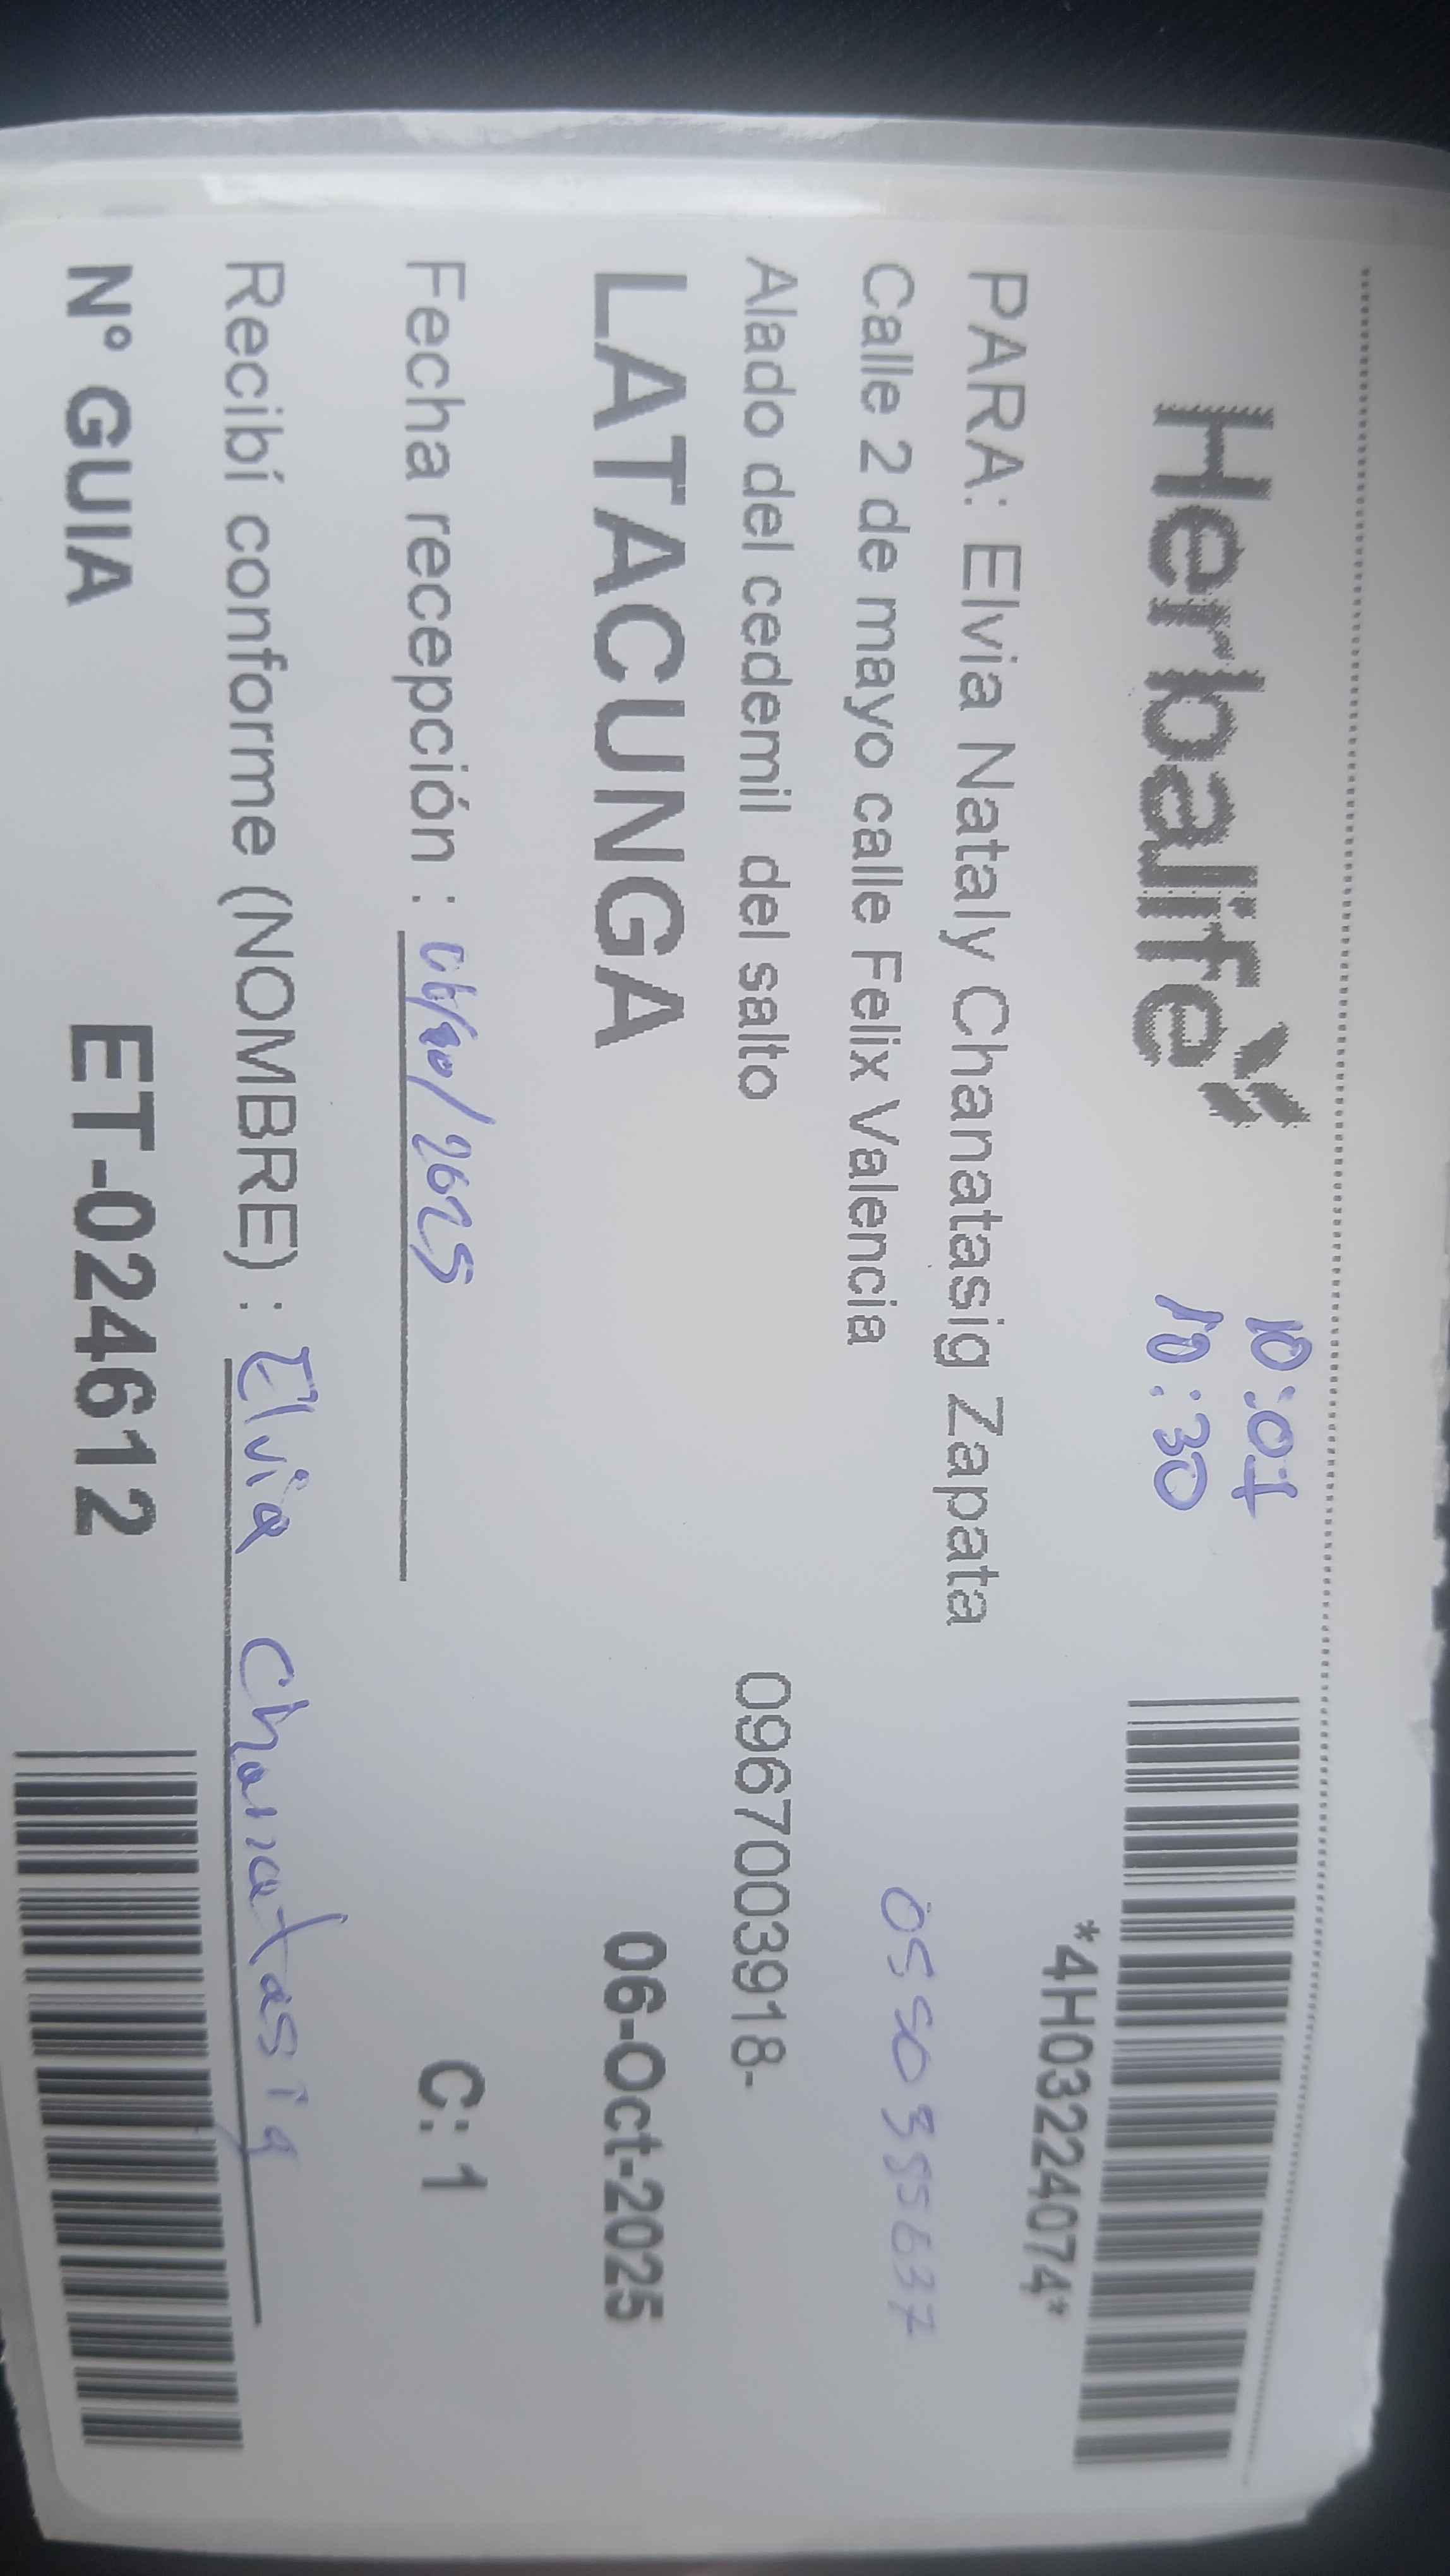 Herbalife
10:01
10:30
*4H03224074*
PARA: Elvia Nataly Chanatasig Zapata
Calle 2 de mayo calle Felix Valencia
0550355637
Alado del cedemil del salto 0967003918-
LATACUNGA 06-Oct-2025
Fecha recepción : 06/10/2025 C: 1
Recibí conforme (NOMBRE) : Elvia Chanatasig
N° GUIA ET-024612